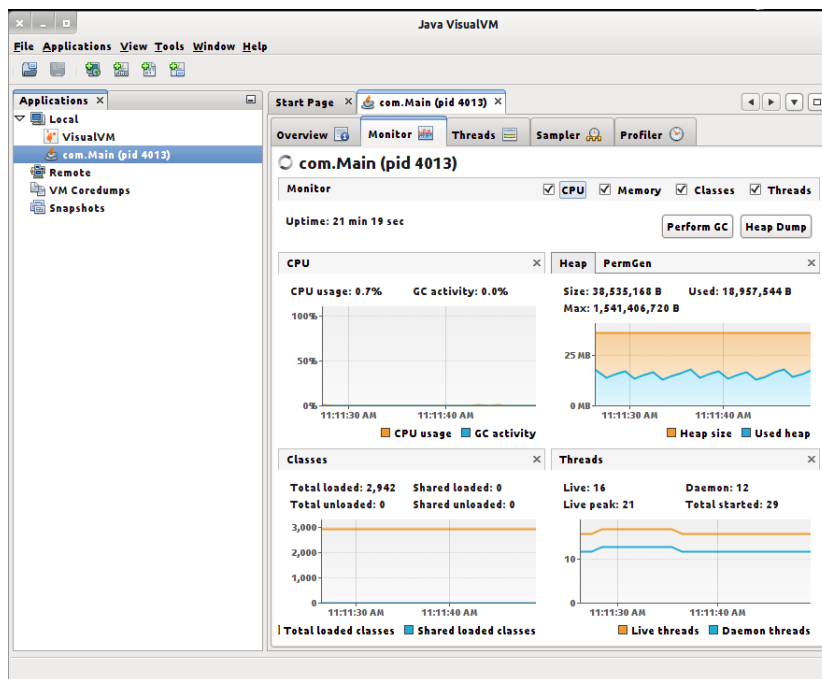 Java VisualVM
File Applications View Tools Window Help
Applications
Local
VisualVM
com.Main (pid 4013)
Remote
VM Coredumps
Snapshots
Start Page com.Main (pid 4013)
Overview Monitor Threads Sampler Profiler
com.Main (pid 4013)
Monitor CPU Memory Classes Threads
Uptime: 21 min 19 sec
Perform GC Heap Dump
CPU
CPU usage: 0.7% GC activity: 0.0%
100%
50%
0%
11:11:30 AM 11:11:40 AM
CPU usage GC activity
Heap PermGen
Size: 38,535,168 B Used: 18,957,544 B
Max: 1,541,406,720 B
25 MB
0 MB
11:11:30 AM 11:11:40 AM
Heap size Used heap
Classes
Total loaded: 2,942 Shared loaded: 0
Total unloaded: 0 Shared unloaded: 0
3,000
2,000
1,000
0
11:11:30 AM 11:11:40 AM
Total loaded classes Shared loaded classes
Threads
Live: 16 Daemon: 12
Live peak: 21 Total started: 29
10
0
11:11:30 AM 11:11:40 AM
Live threads Daemon threads